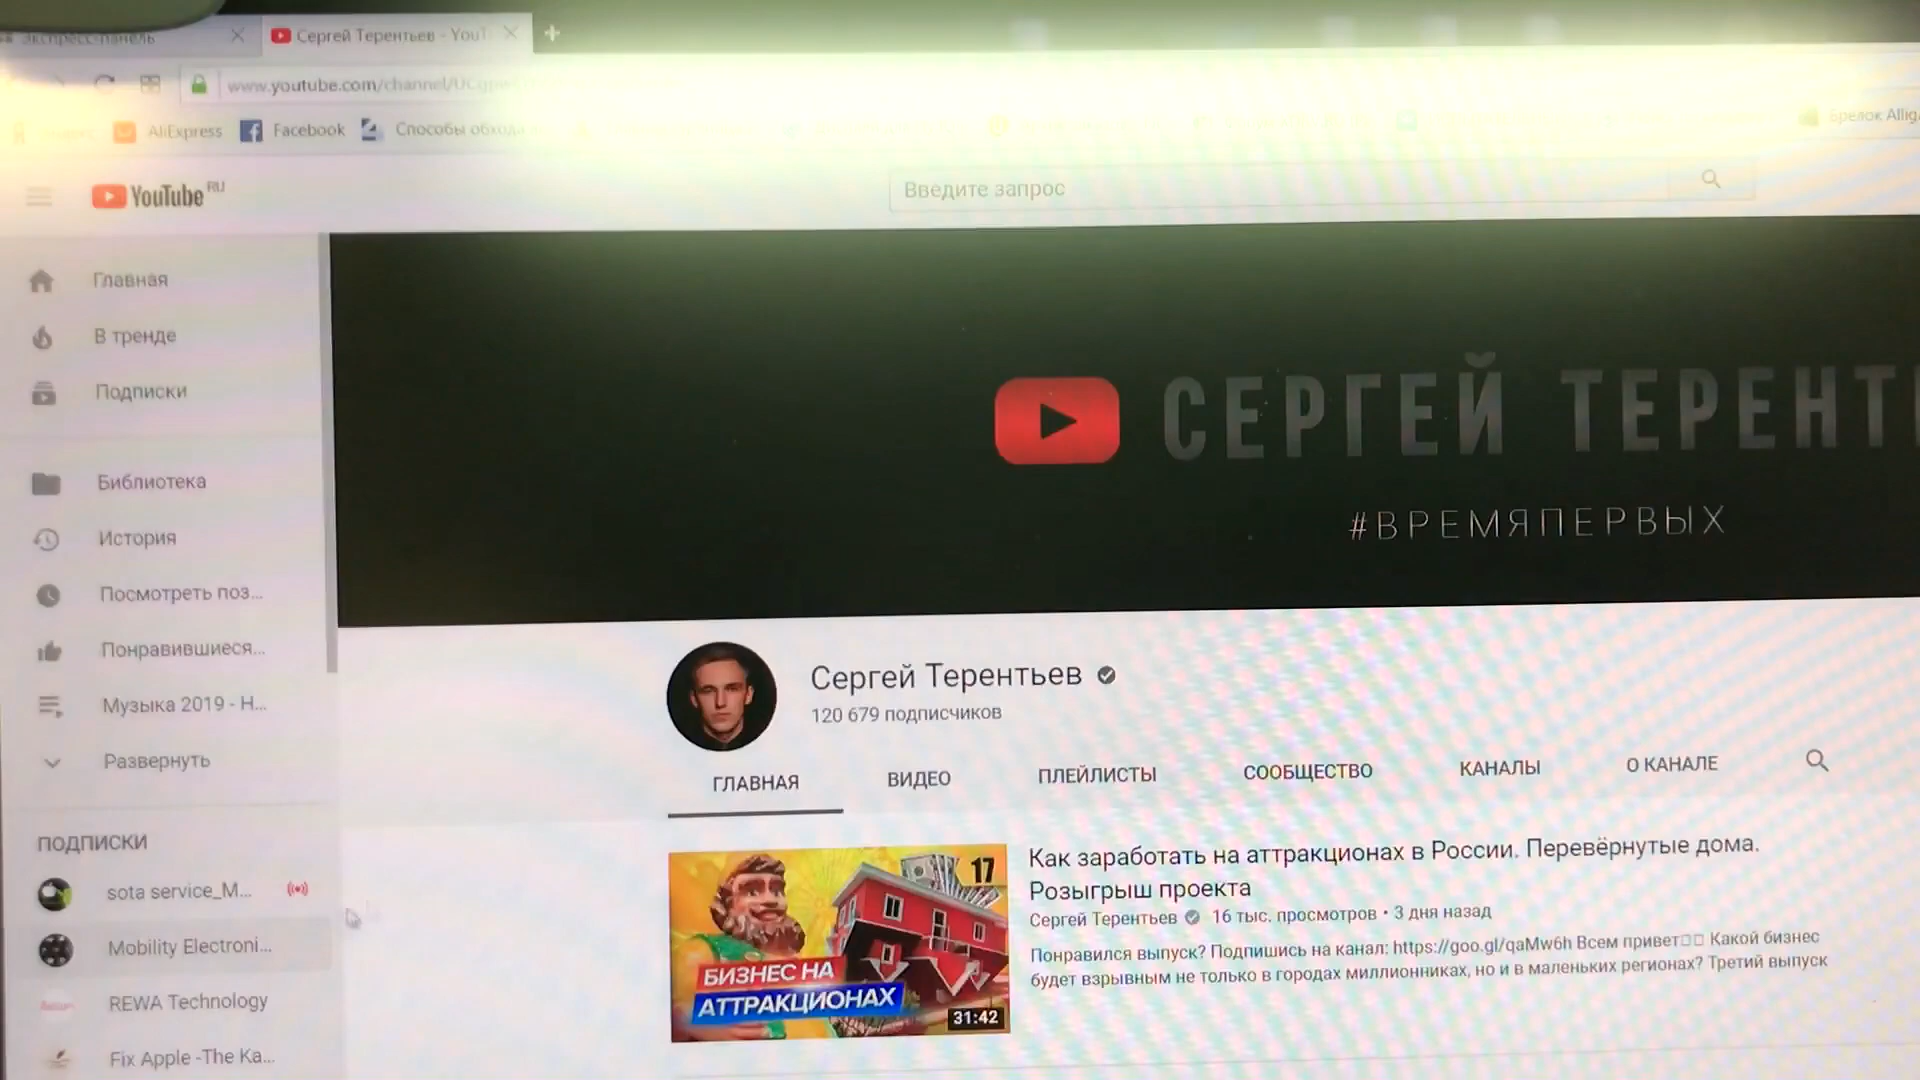 Экспресс-панель
Сергей Терентьев - YouT
www.youtube.com/channel/UC
AliExpress
Facebook
Способы обхода
Брелок Allig
YouTube RU
Введите запрос
Главная
В тренде
Подписки
Библиотека
История
Посмотреть поз...
Понравившиеся...
Музыка 2019 - Н...
Развернуть
ПОДПИСКИ
sota service_M...
Mobility Electroni...
REWA Technology
Fix Apple -The Ka...
СЕРГЕЙ ТЕРЕНТ
#ВРЕМЯПЕРВЫХ
Сергей Терентьев
120 679 подписчиков
ГЛАВНАЯ
ВИДЕО
ПЛЕЙЛИСТЫ
СООБЩЕСТВО
КАНАЛЫ
О КАНАЛЕ
17
БИЗНЕС НА
АТТРАКЦИОНАХ
31:42
Как заработать на аттракционах в России. Перевёрнутые дома.
Розыгрыш проекта
Сергей Терентьев 16 тыс. просмотров • 3 дня назад
Понравился выпуск? Подпишись на канал: https://goo.gl/qaMw6h Всем привет Какой бизнес
будет взрывным не только в городах миллионниках, но и в маленьких регионах? Третий выпуск